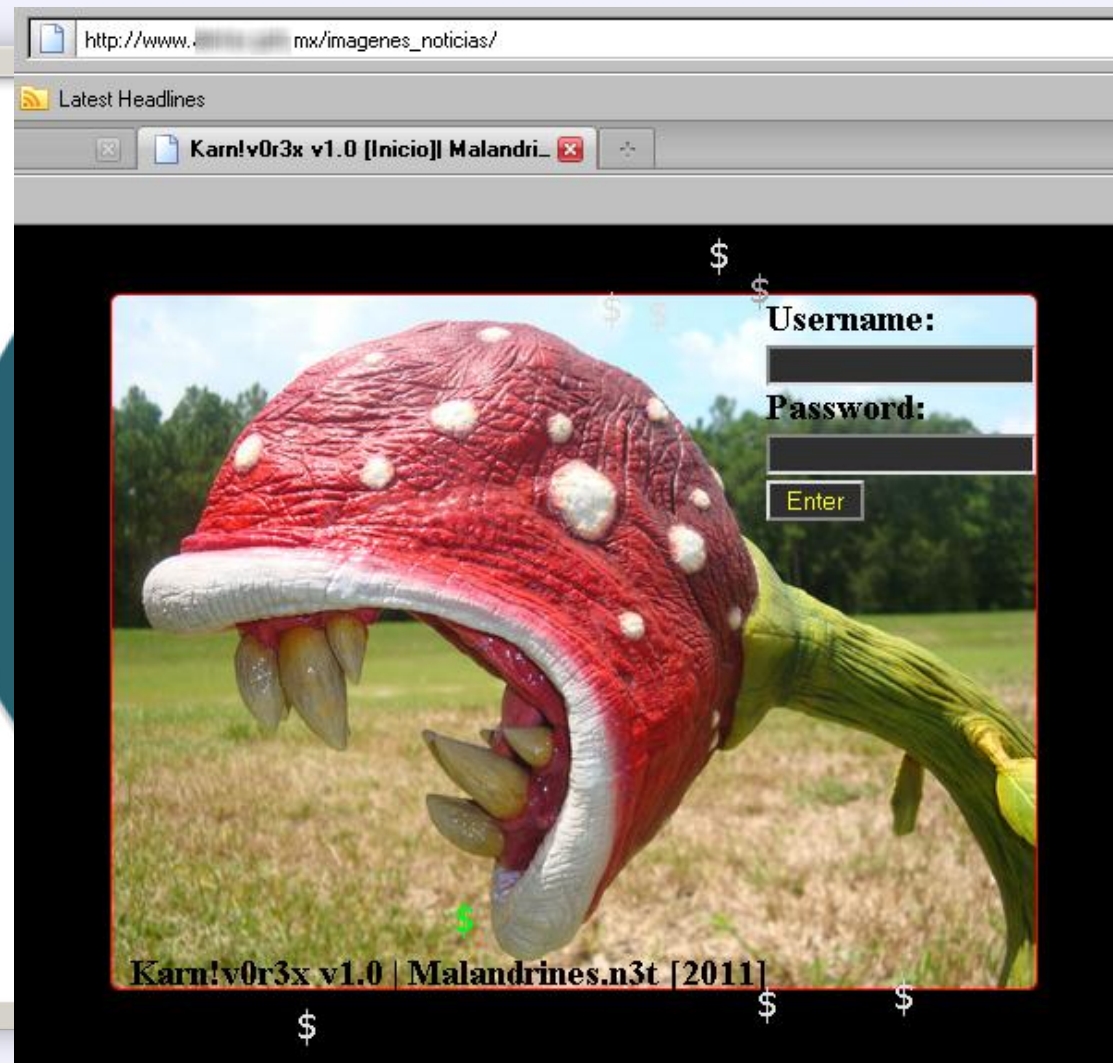 http://www. mx/imagenes_noticias/
Latest Headlines
Karn!v0r3x v1.0 [Inicio]| Malandri...
$
$
$ $
Username:
Password:
Enter
$
Karn!v0r3x v1.0 | Malandrines.n3t [2011]
$ $
$